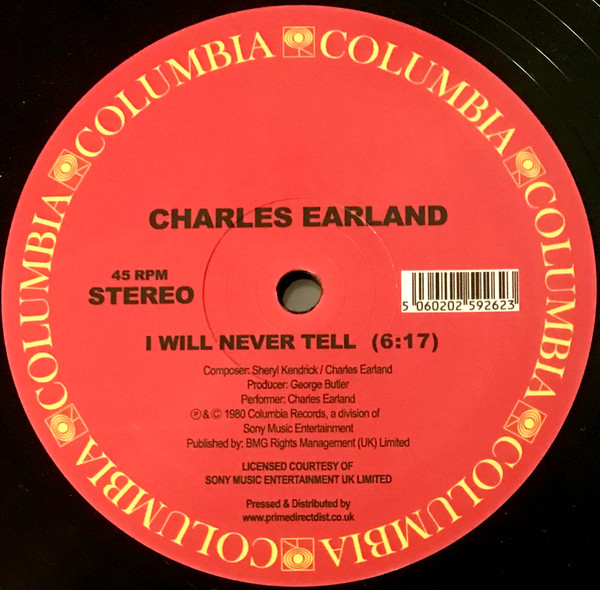 COLUMBIA COLUMBIA COLUMBIA COLUMBIA COLUMBIA COLUMBIA COLUMBIA
CHARLES EARLAND
45 RPM
STEREO
5 060202 592623
I WILL NEVER TELL (6:17)
Composer: Sheryl Kendrick / Charles Earland
Producer: George Butler
Performer: Charles Earland
℗ & © 1980 Columbia Records, a division of
Sony Music Entertainment
Published by: BMG Rights Management (UK) Limited
LICENSED COURTESY OF
SONY MUSIC ENTERTAINMENT UK LIMITED
Pressed & Distributed by
www.primedirectdist.co.uk